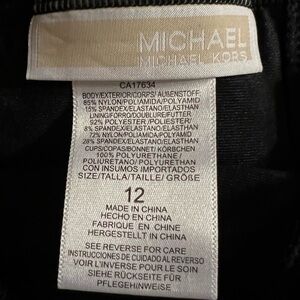 MICHAEL
MICHAEL KORS
CA17634
BODY/EXTERIOR/CORPS/ AUßENSTOFF:
85% NYLON/POLIAMIDA/POLYAMID
15% SPANDEX/ELASTANO/ELASTHAN
LINING/FORRO/DOUBLURE/FUTTER
92% POLYESTER /POLIESTER/
8% SPANDEX/ELASTANO/ELASTHAN
72% NYLON/POLIAMIDA/POLYAMID
28% SPANDEX/ELASTANO/ELASTHAN
CUPS/COPAS/BONNET/ KÖRBCHEN
100% POLYURETHANE /
POLIURETANO/ POLYURETHAN
CON INSUMOS IMPORTADOS
SIZE/TALLA/TAILLE/ GRÖßE
12
MADE IN CHINA
HECHO EN CHINA
FABRIQUE EN CHINE
HERGESTELLT IN CHINA
SEE REVERSE FOR CARE
INSTRUCCIONES DE CUIDADO AL REVERSO
VOIR L'INVERSE POUR LE SOIN
SIEHE RÜCKSEITE FÜR
PFLEGEHINWEISE